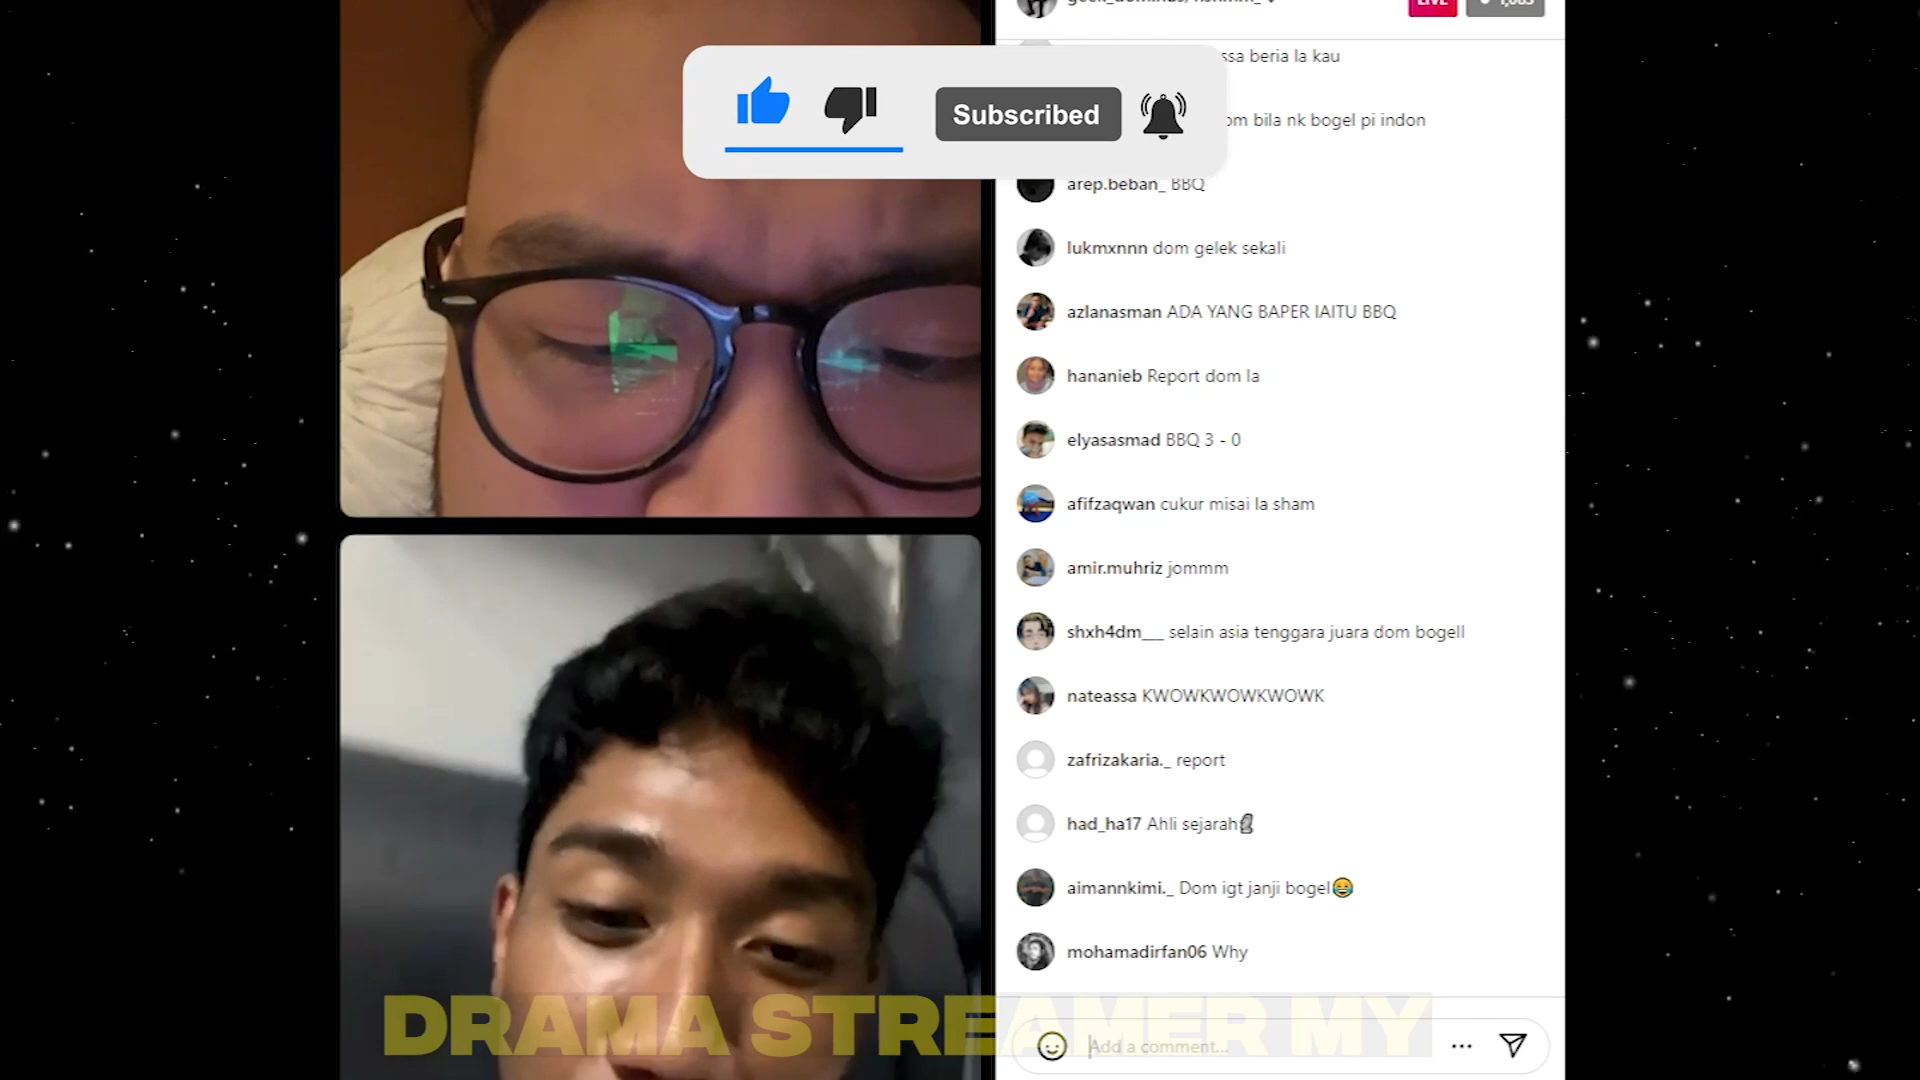 LIVE
ssa beria la kau
Subscribed
om bila nk bogel pi indon
arep.beban_ BBQ
lukmxnnn dom gelek sekali
azlanasman ADA YANG BAPER IAITU BBQ
hananieb Report dom la
elyasasmad BBQ 3 - 0
afifzaqwan cukur misai la sham
amir.muhriz jommm
shxh4dm___ selain asia tenggara juara dom bogell
nateassa KWOWKWOWKWOWK
zafrizakaria._ report
had_ha17 Ahli sejarah🗿
aimannkimi._ Dom igt janji bogel😂
mohamadirfan06 Why
DRAMA STREAMER MY
Add a comment...